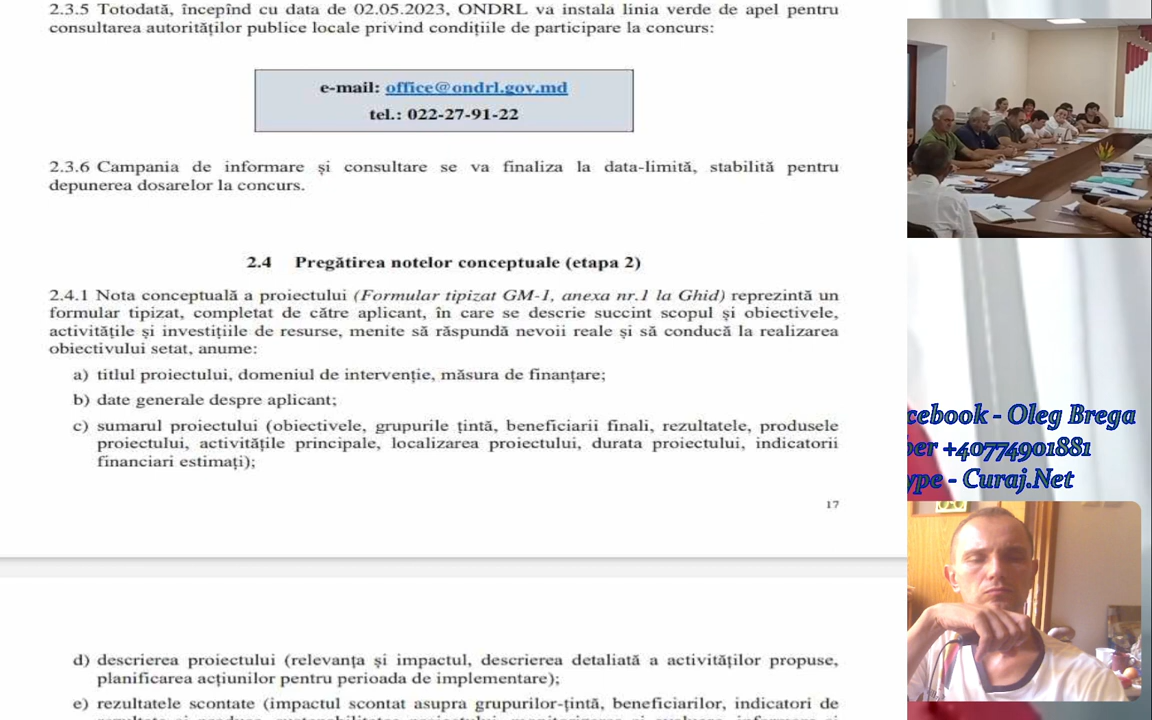 2.3.5 Totodată, începînd cu data de 02.05.2023, ONDRL va instala linia verde de apel pentru
consultarea autorităților publice locale privind condițiile de participare la concurs:
e-mail: office@ondrl.gov.md
tel.: 022-27-91-22
2.3.6 Campania de informare și consultare se va finaliza la data-limită, stabilită pentru
depunerea dosarelor la concurs.
2.4 Pregătirea notelor conceptuale (etapa 2)
2.4.1 Nota conceptuală a proiectului (Formular tipizat GM-1, anexa nr.1 la Ghid) reprezintă un
formular tipizat, completat de către aplicant, în care se descrie succint scopul și obiectivele,
activitățile și investițiile de resurse, menite să răspundă nevoii reale și să conducă la realizarea
obiectivului setat, anume:
a) titlul proiectului, domeniul de intervenție, măsura de finanțare;
b) date generale despre aplicant;
c) sumarul proiectului (obiectivele, grupurile țintă, beneficiarii finali, rezultatele, produsele
proiectului, activitățile principale, localizarea proiectului, durata proiectului, indicatorii
financiari estimați);
17
d) descrierea proiectului (relevanța și impactul, descrierea detaliată a activităților propuse,
planificarea acțiunilor pentru perioada de implementare);
e) rezultatele scontate (impactul scontat asupra grupurilor-țintă, beneficiarilor, indicatori de
cebook - Oleg Brega
er +40774901881
ype - Curaj.Net